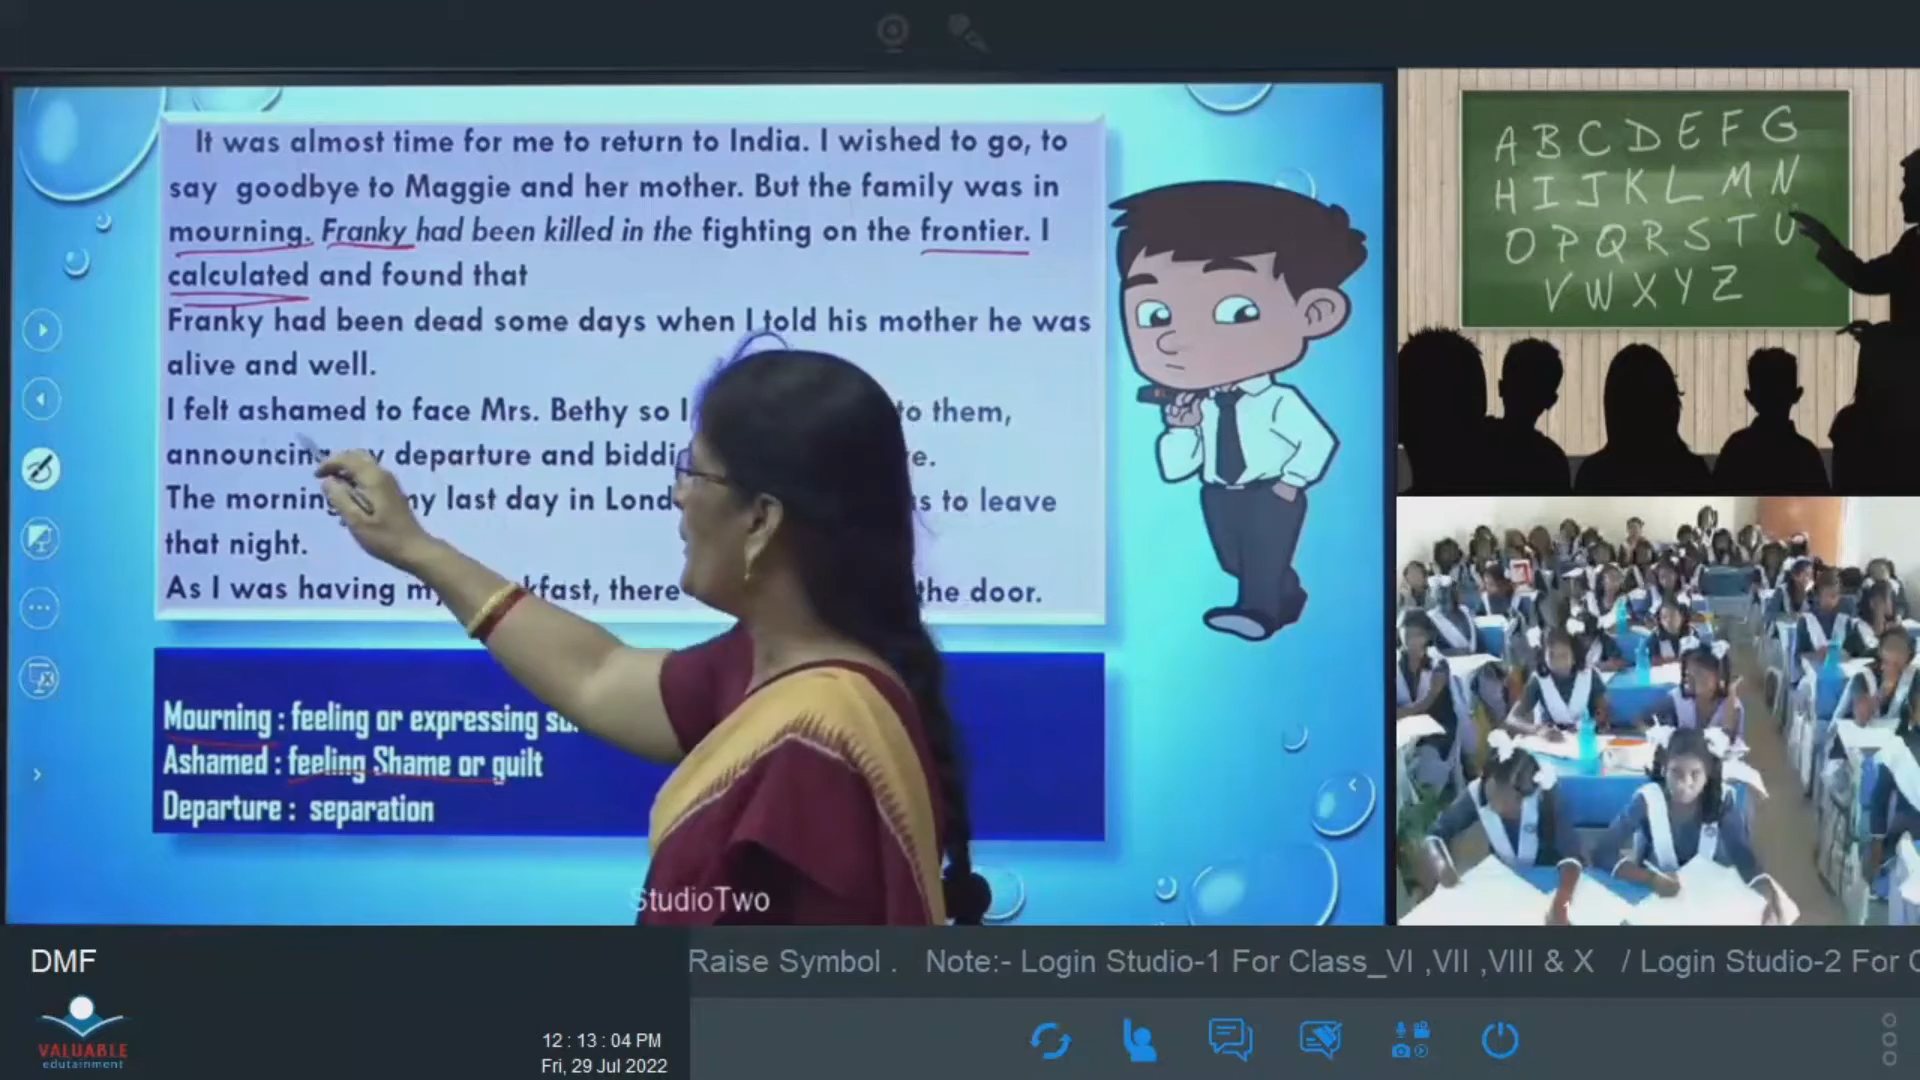 It was almost time for me to return to India. I wished to go, to
say goodbye to Maggie and her mother. But the family was in
mourning. Franky had been killed in the fighting on the frontier. I
calculated and found that
Franky had been dead some days when I told his mother he was
alive and well.
I felt ashamed to face Mrs. Bethy so I to them,
announcing departure and
The my last day in to leave
that night.
As I was having there the door.
Mourning : feeling or expressing
Ashamed : feeling Shame or guilt
Departure : separation
StudioTwo
A B C D E F G
H I J K L M N
O P Q R S T U
V W X Y Z
DMF
Raise Symbol . Note:- Login Studio-1 For Class_VI ,VII ,VIII & X / Login Studio-2 For
VALUABLE
edutainment
12 : 13 : 04 PM
Fri, 29 Jul 2022